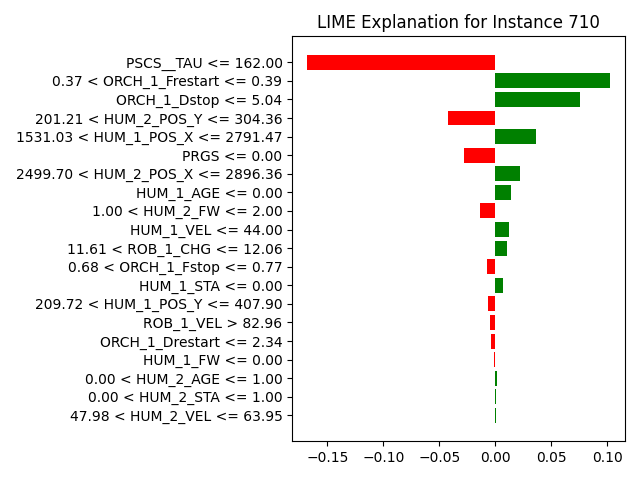 LIME Explanation for Instance 710
PSCS__TAU <= 162.00
0.37 < ORCH_1_Frestart <= 0.39
ORCH_1_Dstop <= 5.04
201.21 < HUM_2_POS_Y <= 304.36
1531.03 < HUM_1_POS_X <= 2791.47
PRGS <= 0.00
2499.70 < HUM_2_POS_X <= 2896.36
HUM_1_AGE <= 0.00
1.00 < HUM_2_FW <= 2.00
HUM_1_VEL <= 44.00
11.61 < ROB_1_CHG <= 12.06
0.68 < ORCH_1_Fstop <= 0.77
HUM_1_STA <= 0.00
209.72 < HUM_1_POS_Y <= 407.90
ROB_1_VEL > 82.96
ORCH_1_Drestart <= 2.34
HUM_1_FW <= 0.00
0.00 < HUM_2_AGE <= 1.00
0.00 < HUM_2_STA <= 1.00
47.98 < HUM_2_VEL <= 63.95
−0.15 −0.10 −0.05 0.00 0.05 0.10